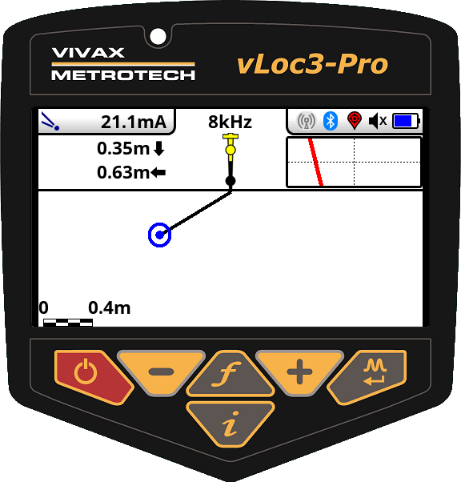 VIVAX
METROTECH
vLoc3-Pro
21.1mA
8kHz
0.35m
0.63m
0 0.4m
f
i